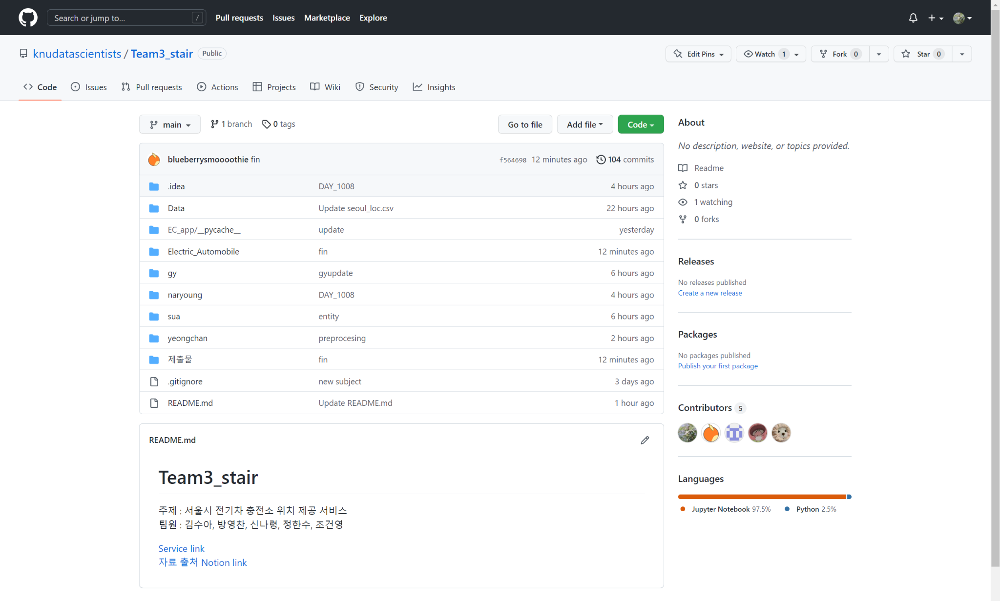 Search or jump to... /
Pull requests Issues Marketplace Explore
knudatascientists / Team3_stair Public
Edit Pins Watch 1 Fork 0 Star 0
Code Issues Pull requests Actions Projects Wiki Security Insights
main 1 branch 0 tags Go to file Add file Code
blueberrysmoooothie fin f564698 12 minutes ago 104 commits
.idea DAY_1008 4 hours ago
Data Update seoul_loc.csv 22 hours ago
EC_app/__pycache__ update yesterday
Electric_Automobile fin 12 minutes ago
gy gyupdate 6 hours ago
naryoung DAY_1008 4 hours ago
sua entity 6 hours ago
yeongchan preprocesing 2 hours ago
제출물 fin 12 minutes ago
.gitignore new subject 3 days ago
README.md Update README.md 1 hour ago
README.md
Team3_stair
주제 : 서울시 전기차 충전소 위치 제공 서비스
팀원 : 김수아, 방영찬, 신나령, 정한수, 조건영
Service link
자료 출처 Notion link
About
No description, website, or topics provided.
Readme
0 stars
1 watching
0 forks
Releases
No releases published
Create a new release
Packages
No packages published
Publish your first package
Contributors 5
Languages
Jupyter Notebook 97.5% Python 2.5%